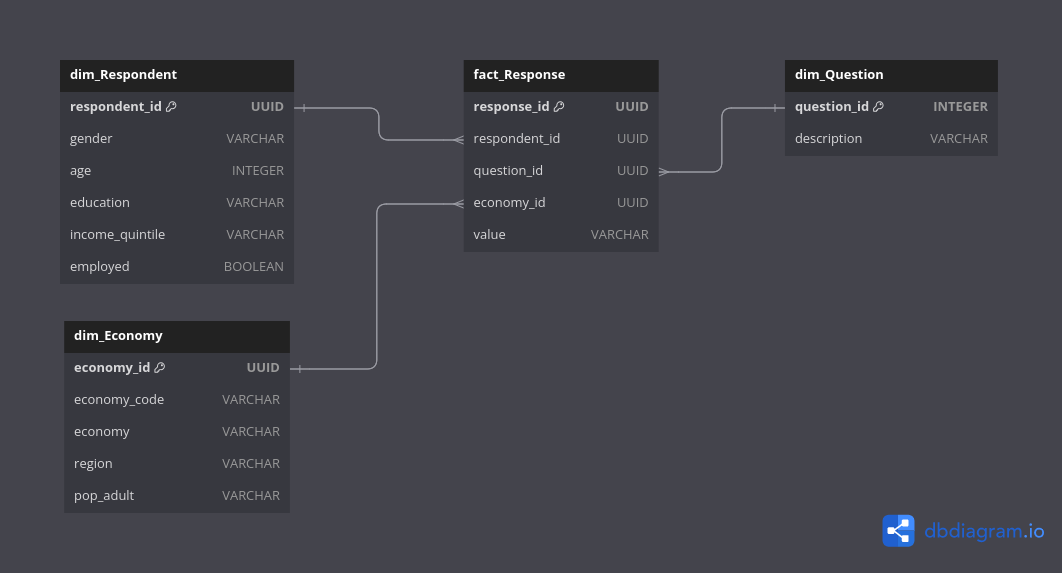 dim_Respondent
respondent_id UUID
gender VARCHAR
age INTEGER
education VARCHAR
income_quintile VARCHAR
employed BOOLEAN
fact_Response
response_id UUID
respondent_id UUID
question_id UUID
economy_id UUID
value VARCHAR
dim_Question
question_id INTEGER
description VARCHAR
dim_Economy
economy_id UUID
economy_code VARCHAR
economy VARCHAR
region VARCHAR
pop_adult VARCHAR
dbdiagram.io